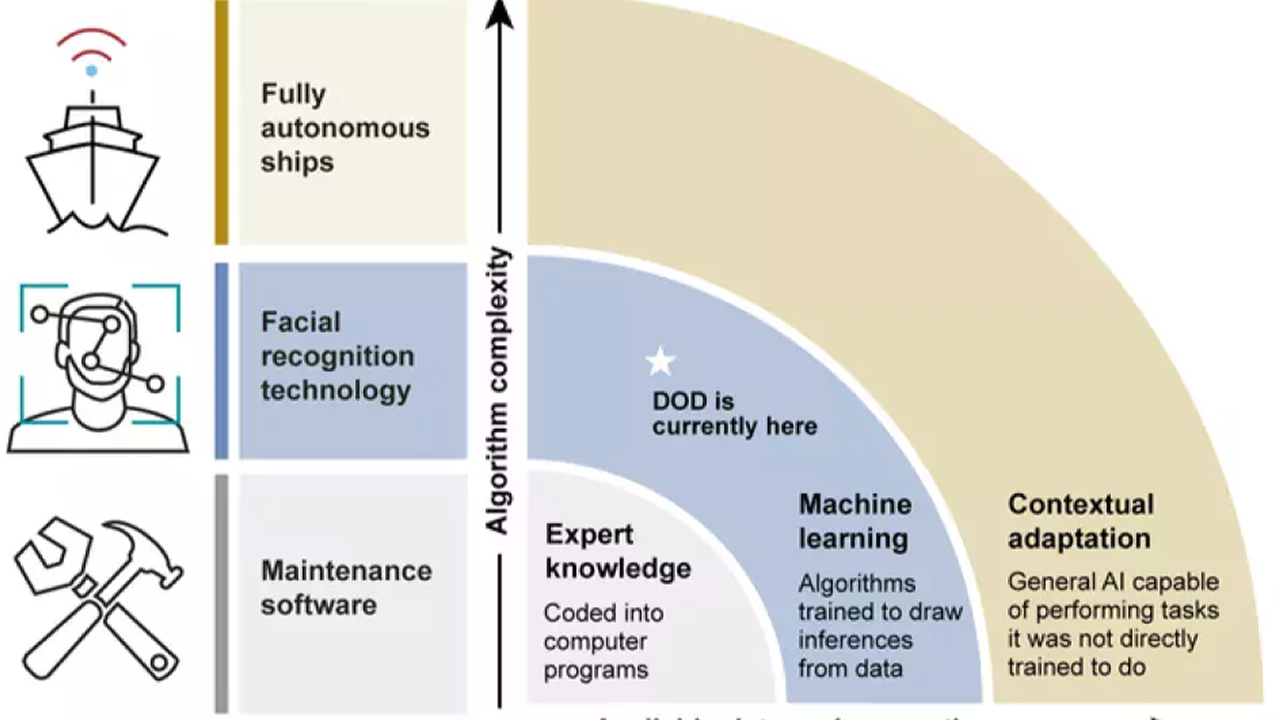 Fully
autonomous
ships
Facial
recognition
technology
Maintenance
software
Algorithm complexity
DOD is
currently here
Expert
knowledge
Coded into
computer
programs
Machine
learning
Algorithms
trained to draw
inferences
from data
Contextual
adaptation
General AI capable
of performing tasks
it was not directly
trained to do